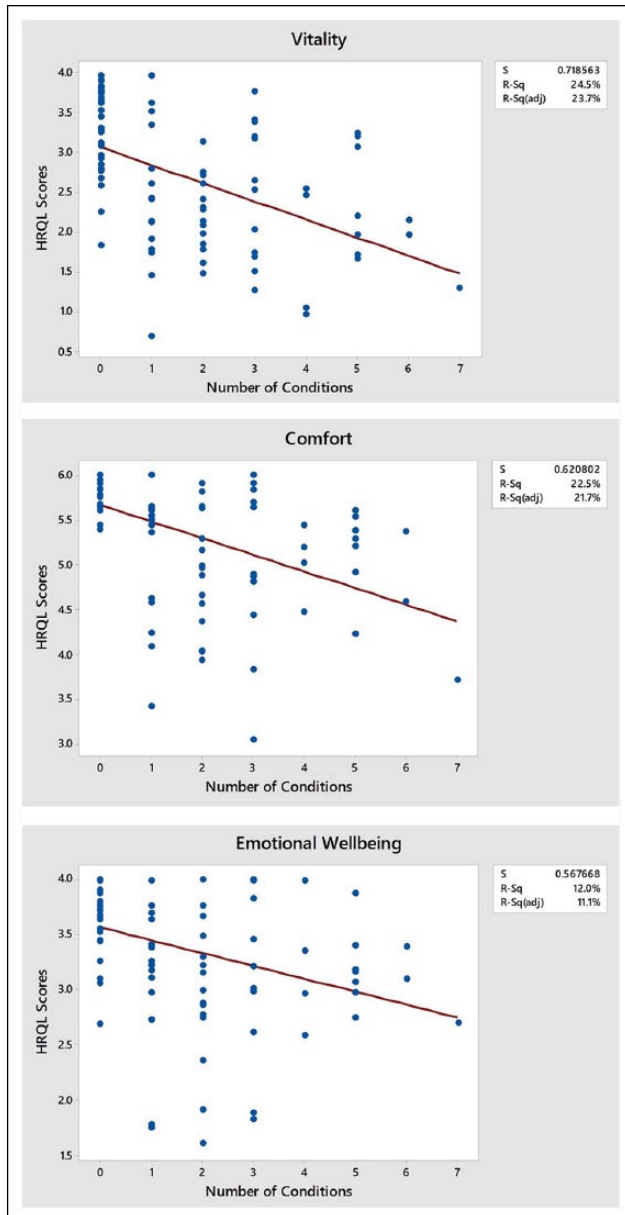 Vitality
S 0.718563
R-Sq 24.5%
R-Sq(adj) 23.7%
HRQL Scores
4.0
3.5
3.0
2.5
2.0
1.5
1.0
0.5
0 1 2 3 4 5 6 7
Number of Conditions
Comfort
S 0.620802
R-Sq 22.5%
R-Sq(adj) 21.7%
HRQL Scores
6.0
5.5
5.0
4.5
4.0
3.5
3.0
0 1 2 3 4 5 6 7
Number of Conditions
Emotional Wellbeing
S 0.567668
R-Sq 12.0%
R-Sq(adj) 11.1%
HRQL Scores
4.0
3.5
3.0
2.5
2.0
1.5
0 1 2 3 4 5 6 7
Number of Conditions